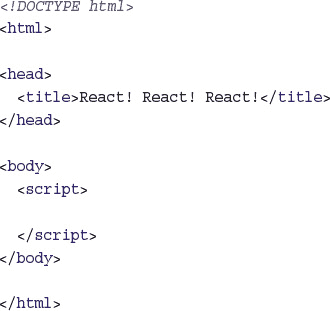 <!DOCTYPE html>
<html>
<head>
<title>React! React! React!</title>
</head>
<body>
<script>
</script>
</body>
</html>